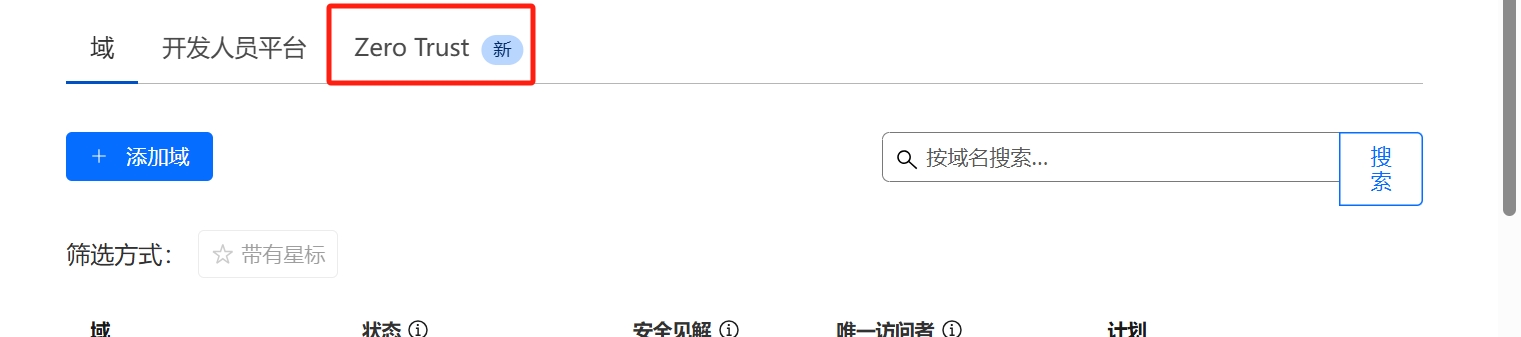 域 开发人员平台 Zero Trust 新
+ 添加域 按域名搜索... 搜索
筛选方式： ☆ 带有星标
域 状态 安全见解 唯一访问者 计划